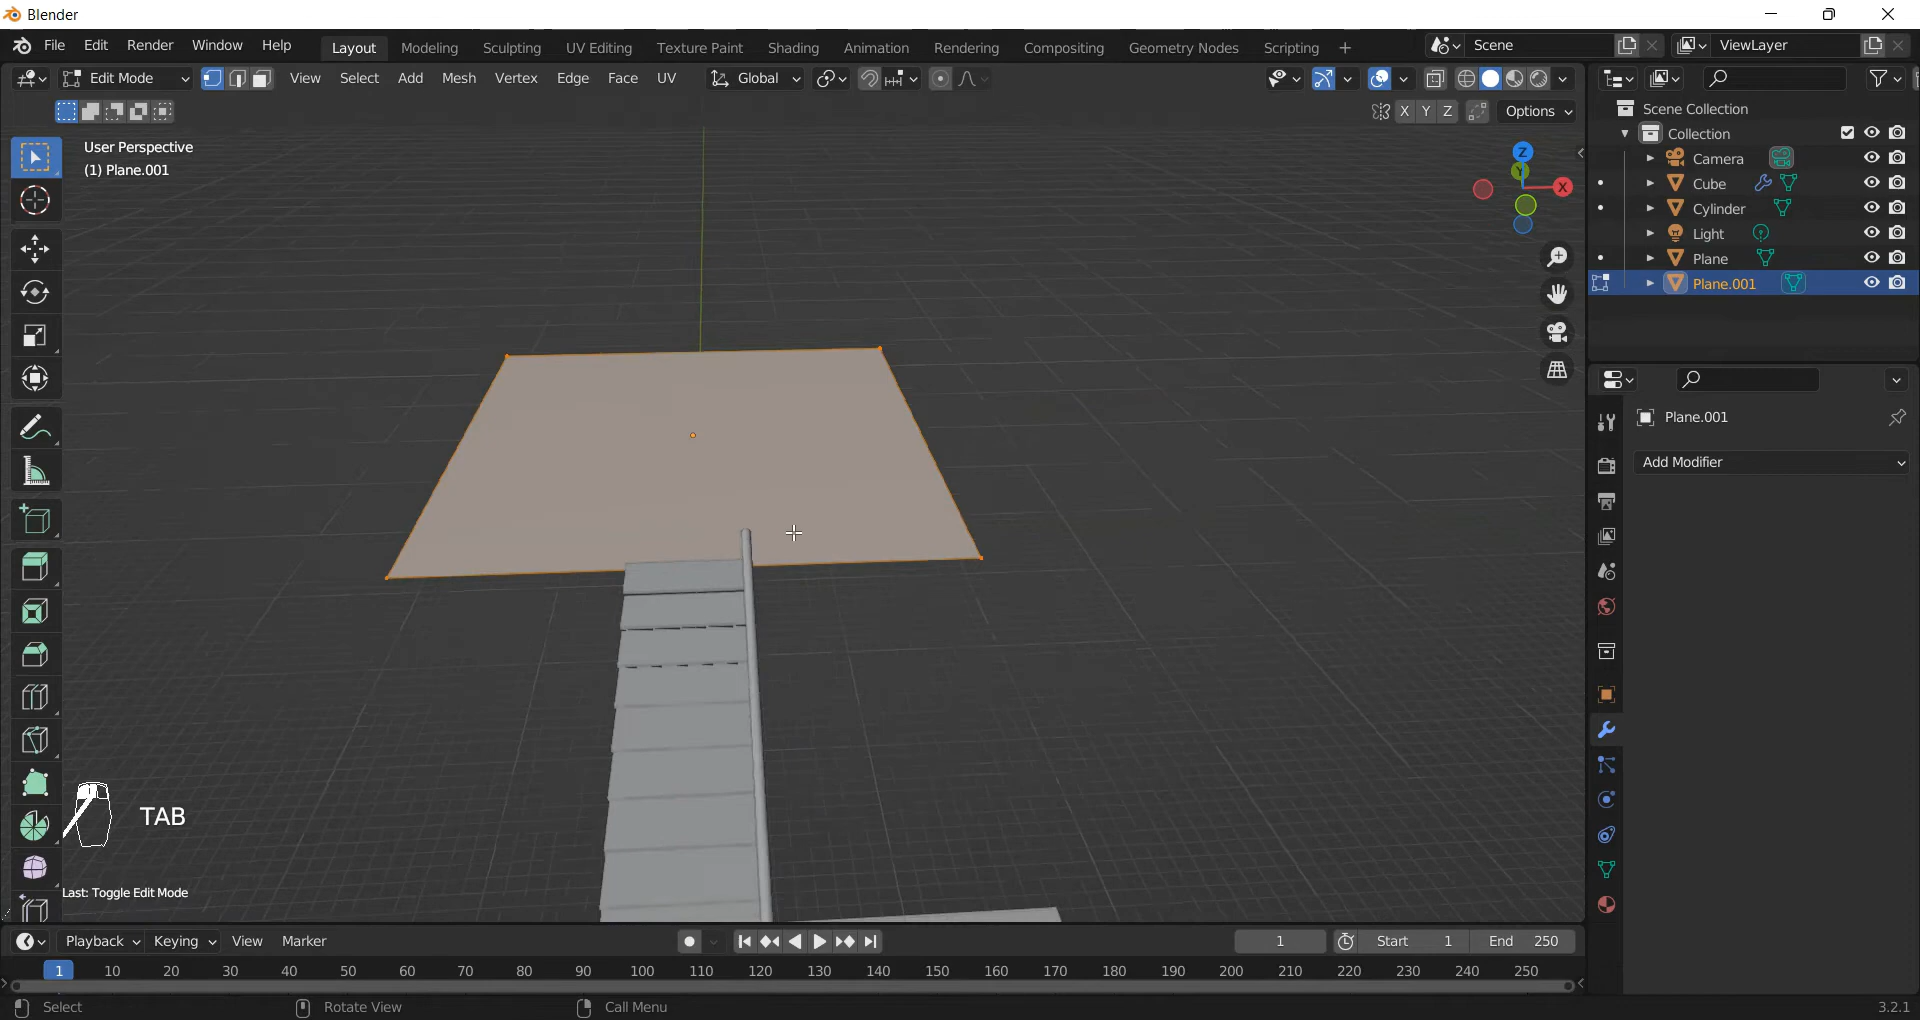 Blender
File Edit Render Window Help Layout Modeling Sculpting UV Editing Texture Paint Shading Animation Rendering Compositing Geometry Nodes Scripting + Scene ViewLayer
Edit Mode View Select Add Mesh Vertex Edge Face UV Global
X Y Z Options
User Perspective
(1) Plane.001
Z
Y
X
Scene Collection
Collection
Camera
Cube
Cylinder
Light
Plane
Plane.001
Plane.001
Add Modifier
TAB
Last: Toggle Edit Mode
Playback Keying View Marker 1 Start 1 End 250
1 10 20 30 40 50 60 70 80 90 100 110 120 130 140 150 160 170 180 190 200 210 220 230 240 250
Select Rotate View Call Menu 3.2.1